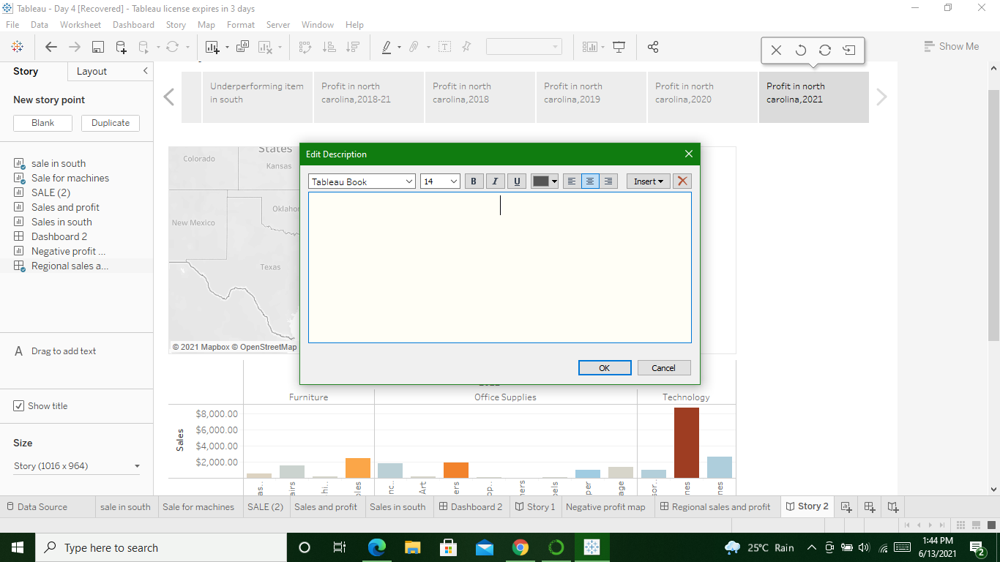 Tableau - Day 4 [Recovered] - Tableau license expires in 3 days
File Data Worksheet Dashboard Story Map Format Server Window Help
Show Me
Story Layout
New story point
Blank Duplicate
sale in south
Sale for machines
SALE (2)
Sales and profit
Sales in south
Dashboard 2
Negative profit ...
Regional sales a...
A Drag to add text
Show title
Size
Story (1016 x 964)
Underperforming item
in south
Profit in north
carolina,2018-21
Profit in north
carolina,2018
Profit in north
carolina,2019
Profit in north
carolina,2020
Profit in north
carolina,2021
States
Colorado
Kansas
Oklaho
New Mexico
Texas
© 2021 Mapbox © OpenStreetMap
Edit Description
Tableau Book 14 B I U Insert
OK Cancel
Furniture Office Supplies Technology
Sales
$8,000.00
$6,000.00
$4,000.00
$2,000.00
as..
airs
hi..
bles
nc..
Art
ers
op..
ners
bels
per
age
sor..
nes
nes
Data Source sale in south Sale for machines SALE (2) Sales and profit Sales in south Dashboard 2 Story 1 Negative profit map Regional sales and profit Story 2
Type here to search
25°C Rain
1:44 PM
6/13/2021
2